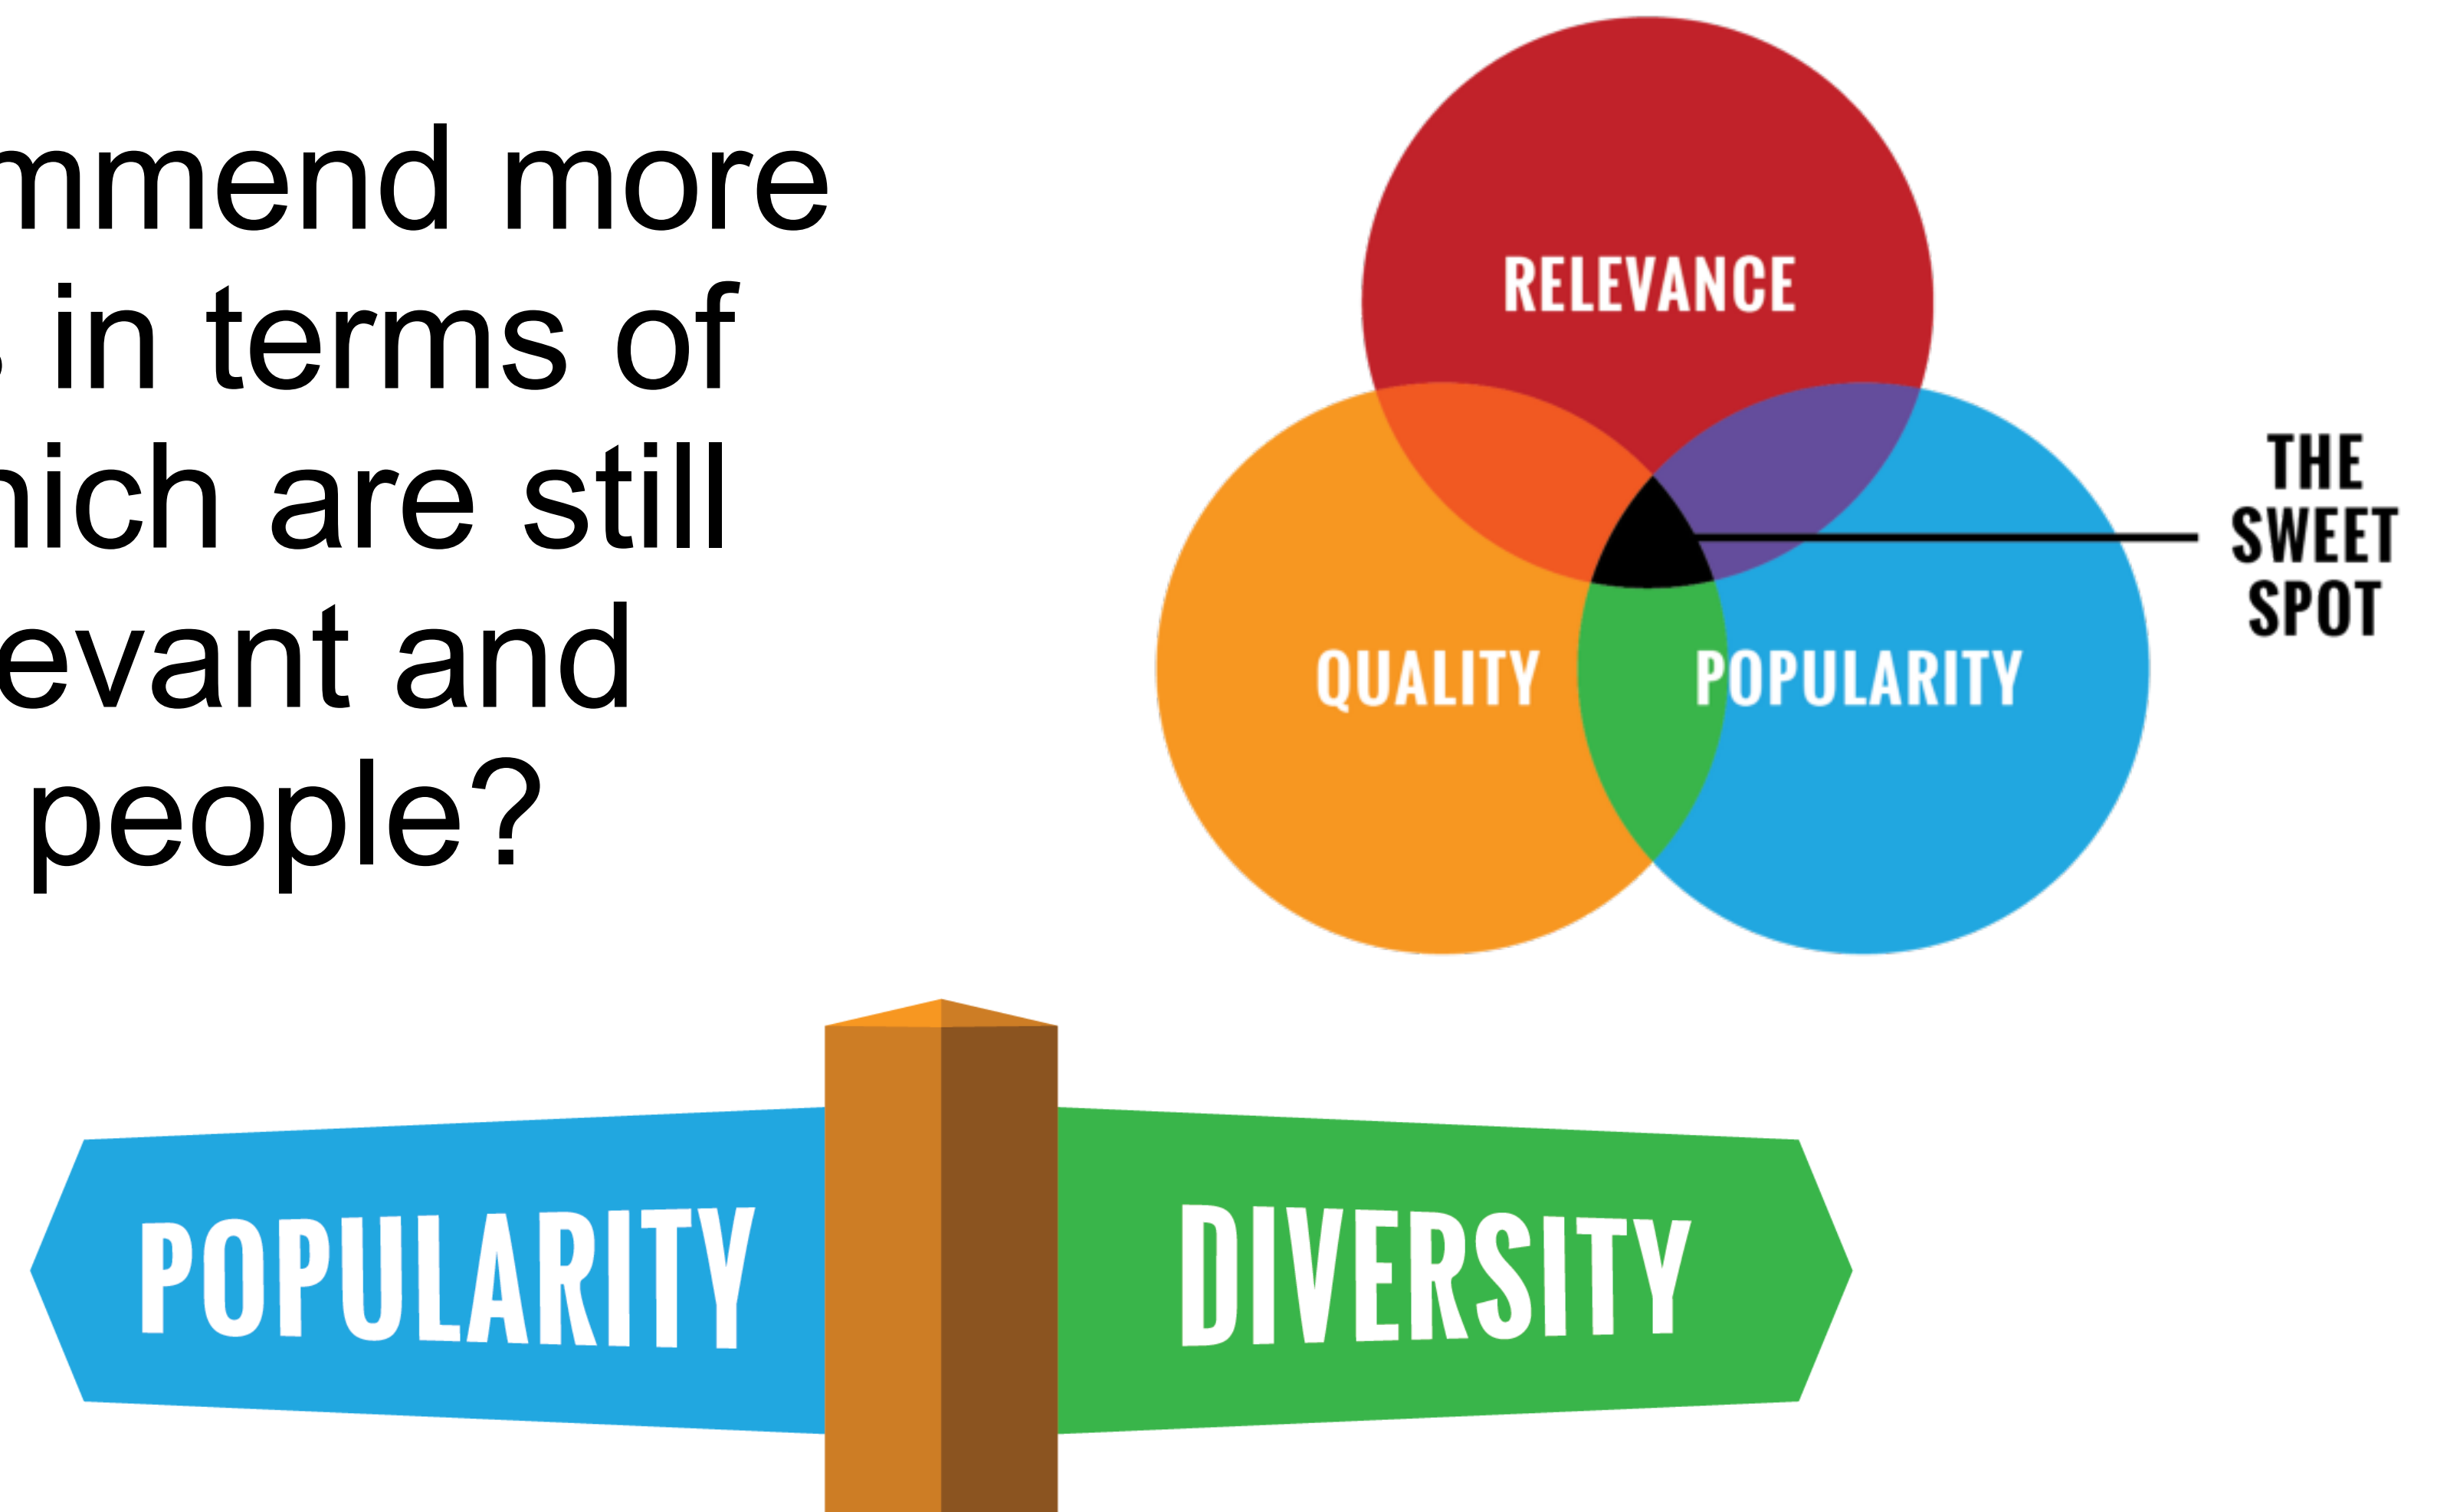 mmend more
s in terms of
hich are still
evant and
people?
RELEVANCE
THE
SWEET
SPOT
QUALITY
POPULARITY
POPULARITY
DIVERSITY